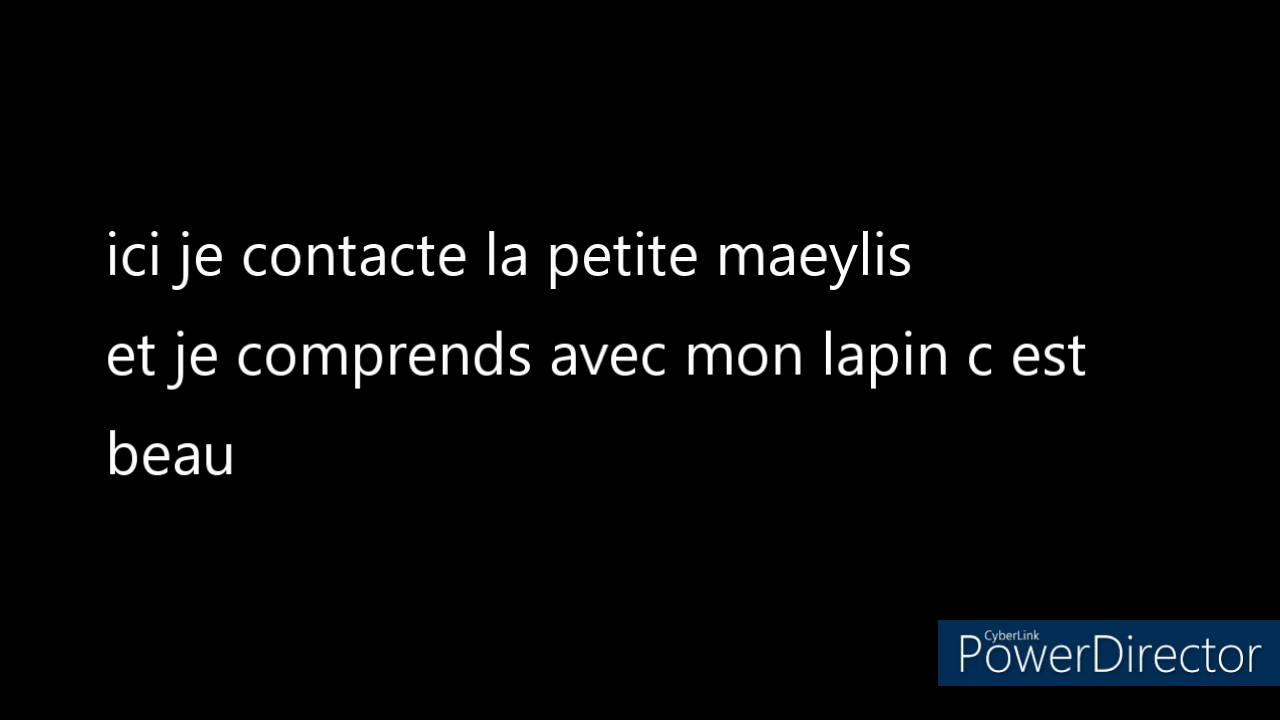 ici je contacte la petite maeylis
et je comprends avec mon lapin c est
beau
CyberLink
PowerDirector